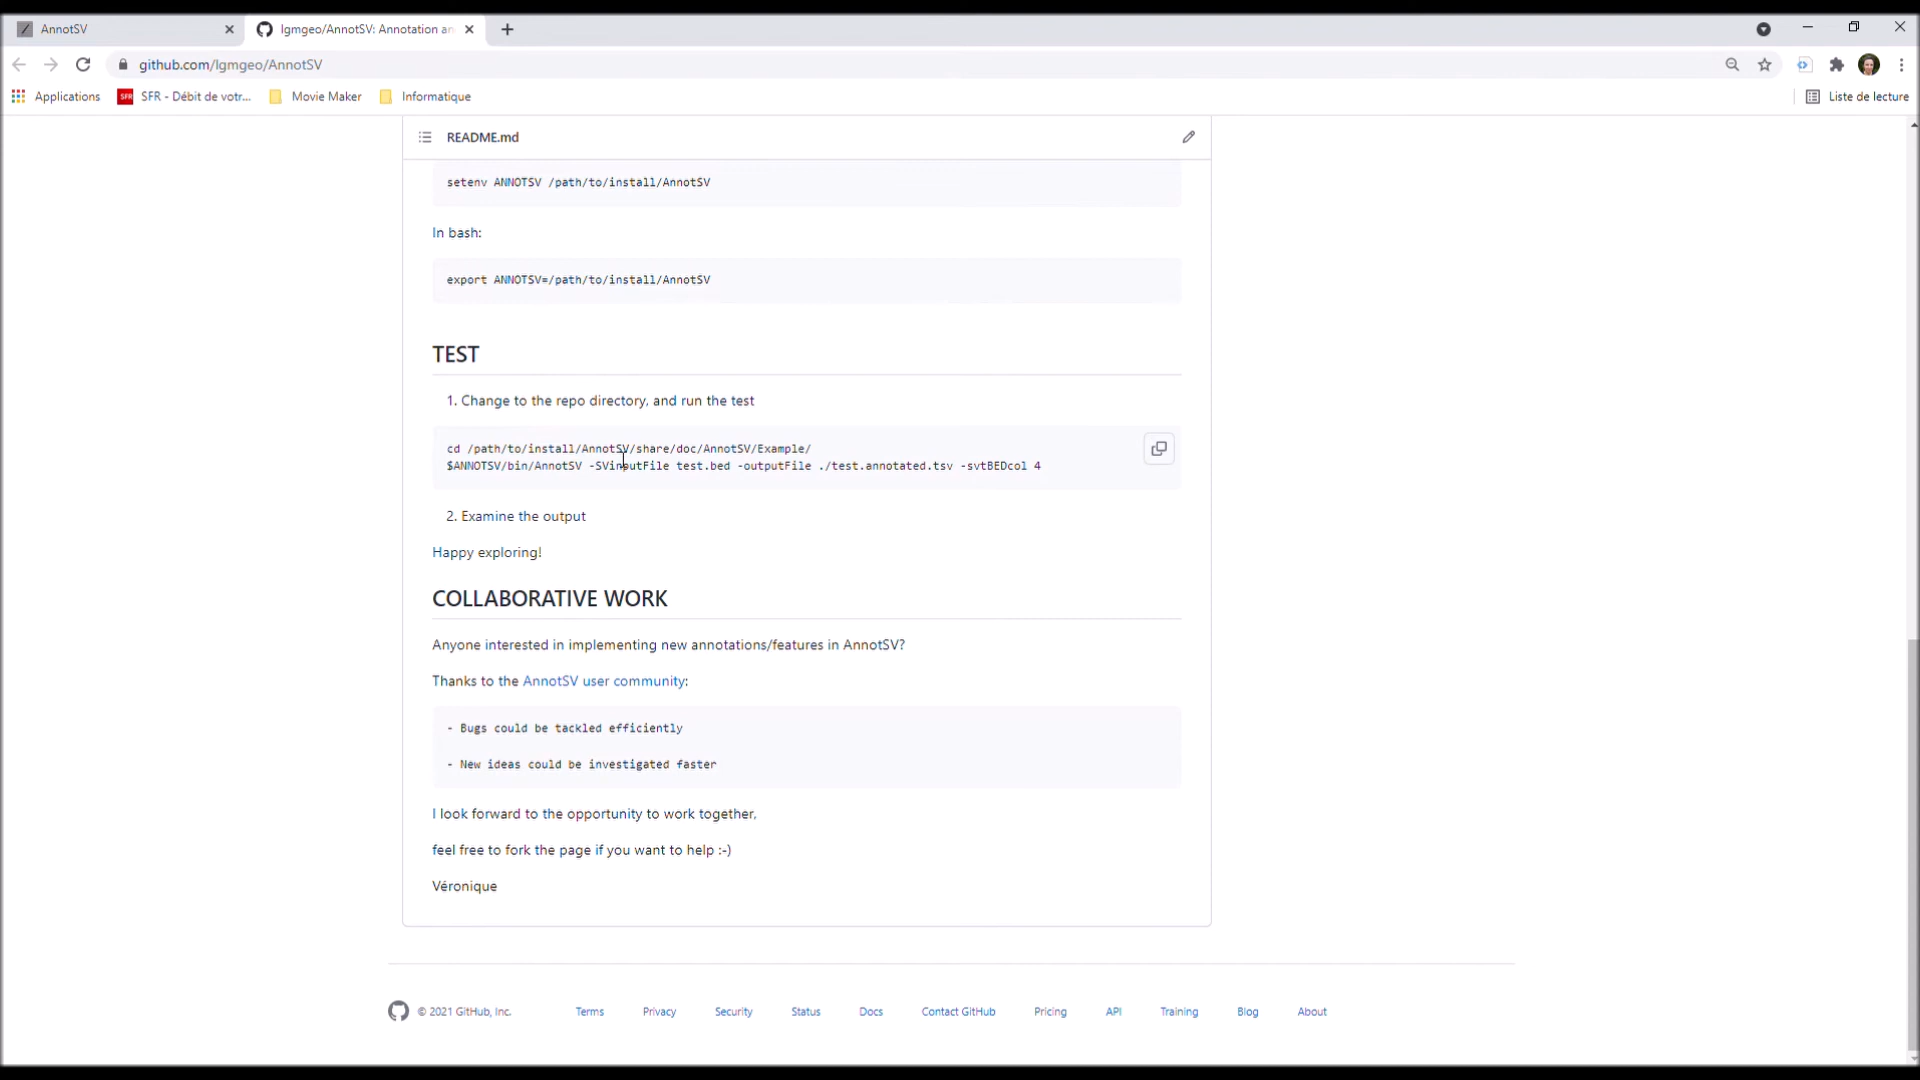 AnnotSV
lgmgeo/AnnotSV: Annotation an
github.com/lgmgeo/AnnotSV
Applications
SFR
SFR - Débit de votr...
Movie Maker
Informatique
Liste de lecture
README.md
setenv ANNOTSV /path/to/install/AnnotSV
In bash:
export ANNOTSV=/path/to/install/AnnotSV
TEST
1. Change to the repo directory, and run the test
cd /path/to/install/AnnotSV/share/doc/AnnotSV/Example/
$ANNOTSV/bin/AnnotSV -SVinputFile test.bed -outputFile ./test.annotated.tsv -svtBEDcol 4
2. Examine the output
Happy exploring!
COLLABORATIVE WORK
Anyone interested in implementing new annotations/features in AnnotSV?
Thanks to the AnnotSV user community:
- Bugs could be tackled efficiently
- New ideas could be investigated faster
I look forward to the opportunity to work together,
feel free to fork the page if you want to help :-)
Véronique
© 2021 GitHub, Inc.
Terms
Privacy
Security
Status
Docs
Contact GitHub
Pricing
API
Training
Blog
About